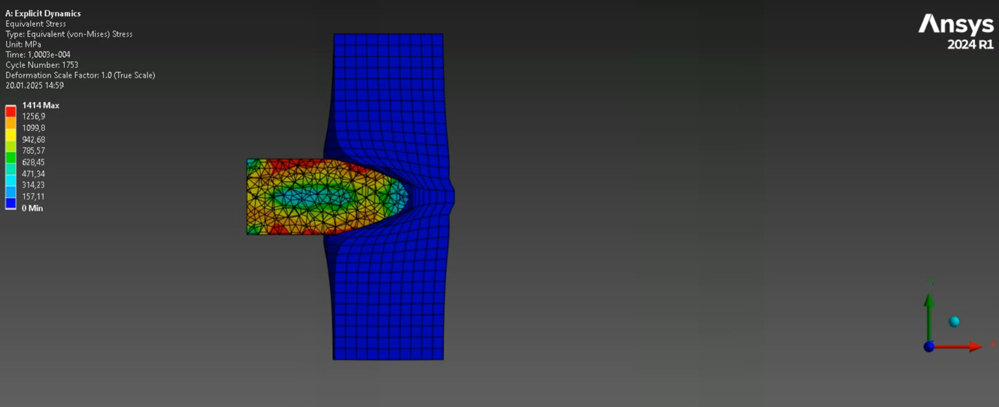 A: Explicit Dynamics
Equivalent Stress
Type: Equivalent (von-Mises) Stress
Unit: MPa
Time: 1,0003e-004
Cycle Number: 1753
Deformation Scale Factor: 1.0 (True Scale)
20.01.2025 14:59
1414 Max
1256,9
1099,8
942,68
785,57
628,45
471,34
314,23
157,11
0 Min
Ansys
2024 R1